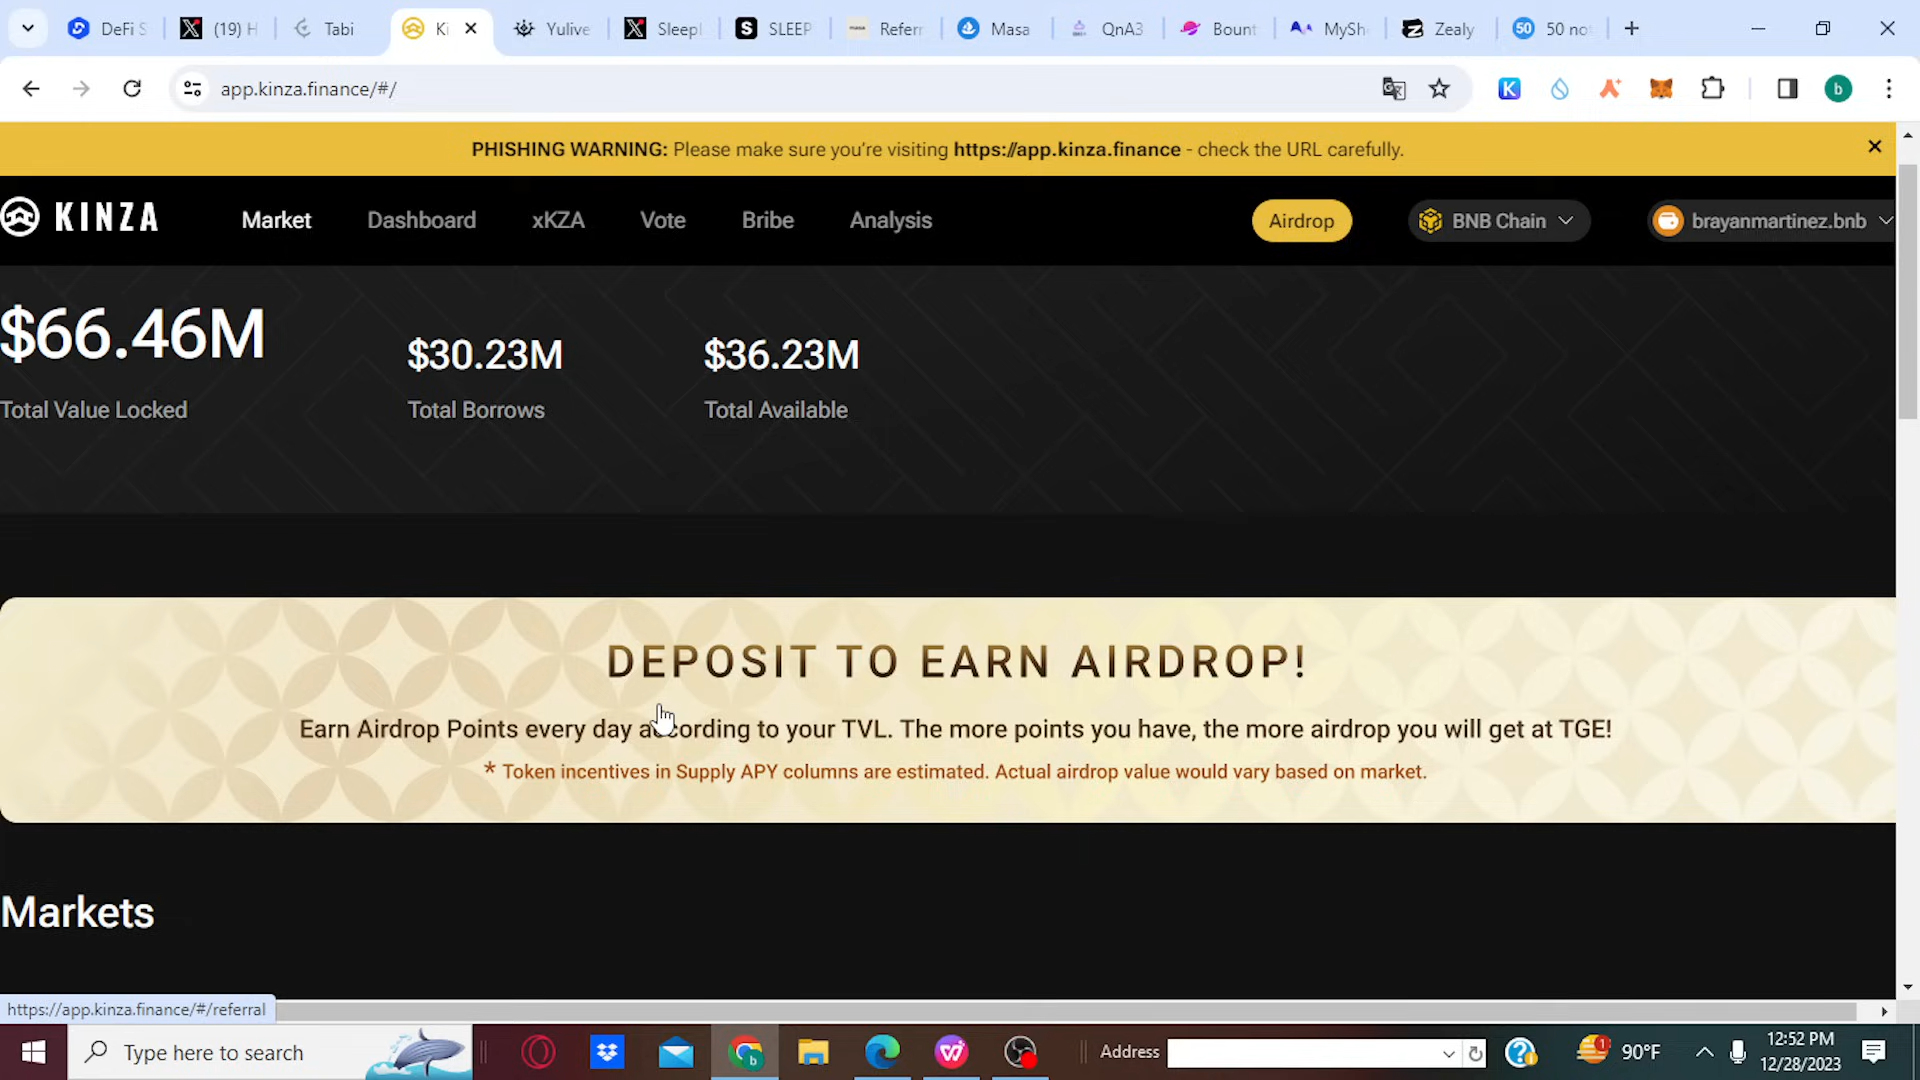 DeFi S
(19) H
Tabi
Ki
Yulive
Sleepl
SLEEP
Referr
Masa
QnA3
Bount
MySh
Zealy
50 no
app.kinza.finance/#/
PHISHING WARNING: Please make sure you're visiting https://app.kinza.finance - check the URL carefully.
KINZA
Market
Dashboard
xKZA
Vote
Bribe
Analysis
Airdrop
BNB Chain
brayanmartinez.bnb
$66.46M
$30.23M
$36.23M
Total Value Locked
Total Borrows
Total Available
DEPOSIT TO EARN AIRDROP!
Earn Airdrop Points every day according to your TVL. The more points you have, the more airdrop you will get at TGE!
* Token incentives in Supply APY columns are estimated. Actual airdrop value would vary based on market.
Markets
https://app.kinza.finance/#/referral
Type here to search
Address
90°F
12:52 PM
12/28/2023